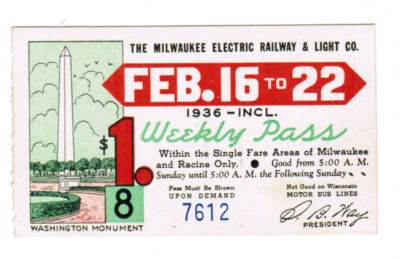 THE MILWAUKEE ELECTRIC RAILWAY & LIGHT CO.
FEB. 16 TO 22
1936 – INCL.
$1.
Weekly Pass
Within the Single Fare Areas of Milwaukee
and Racine Only. ● Good from 5:00 A. M.
Sunday until 5:00 A. M. the Following Sunday
8
Pass Must Be Shown
UPON DEMAND
7612
Not Good on Wisconsin
MOTOR BUS LINES
S. B. Way
PRESIDENT
WASHINGTON MONUMENT